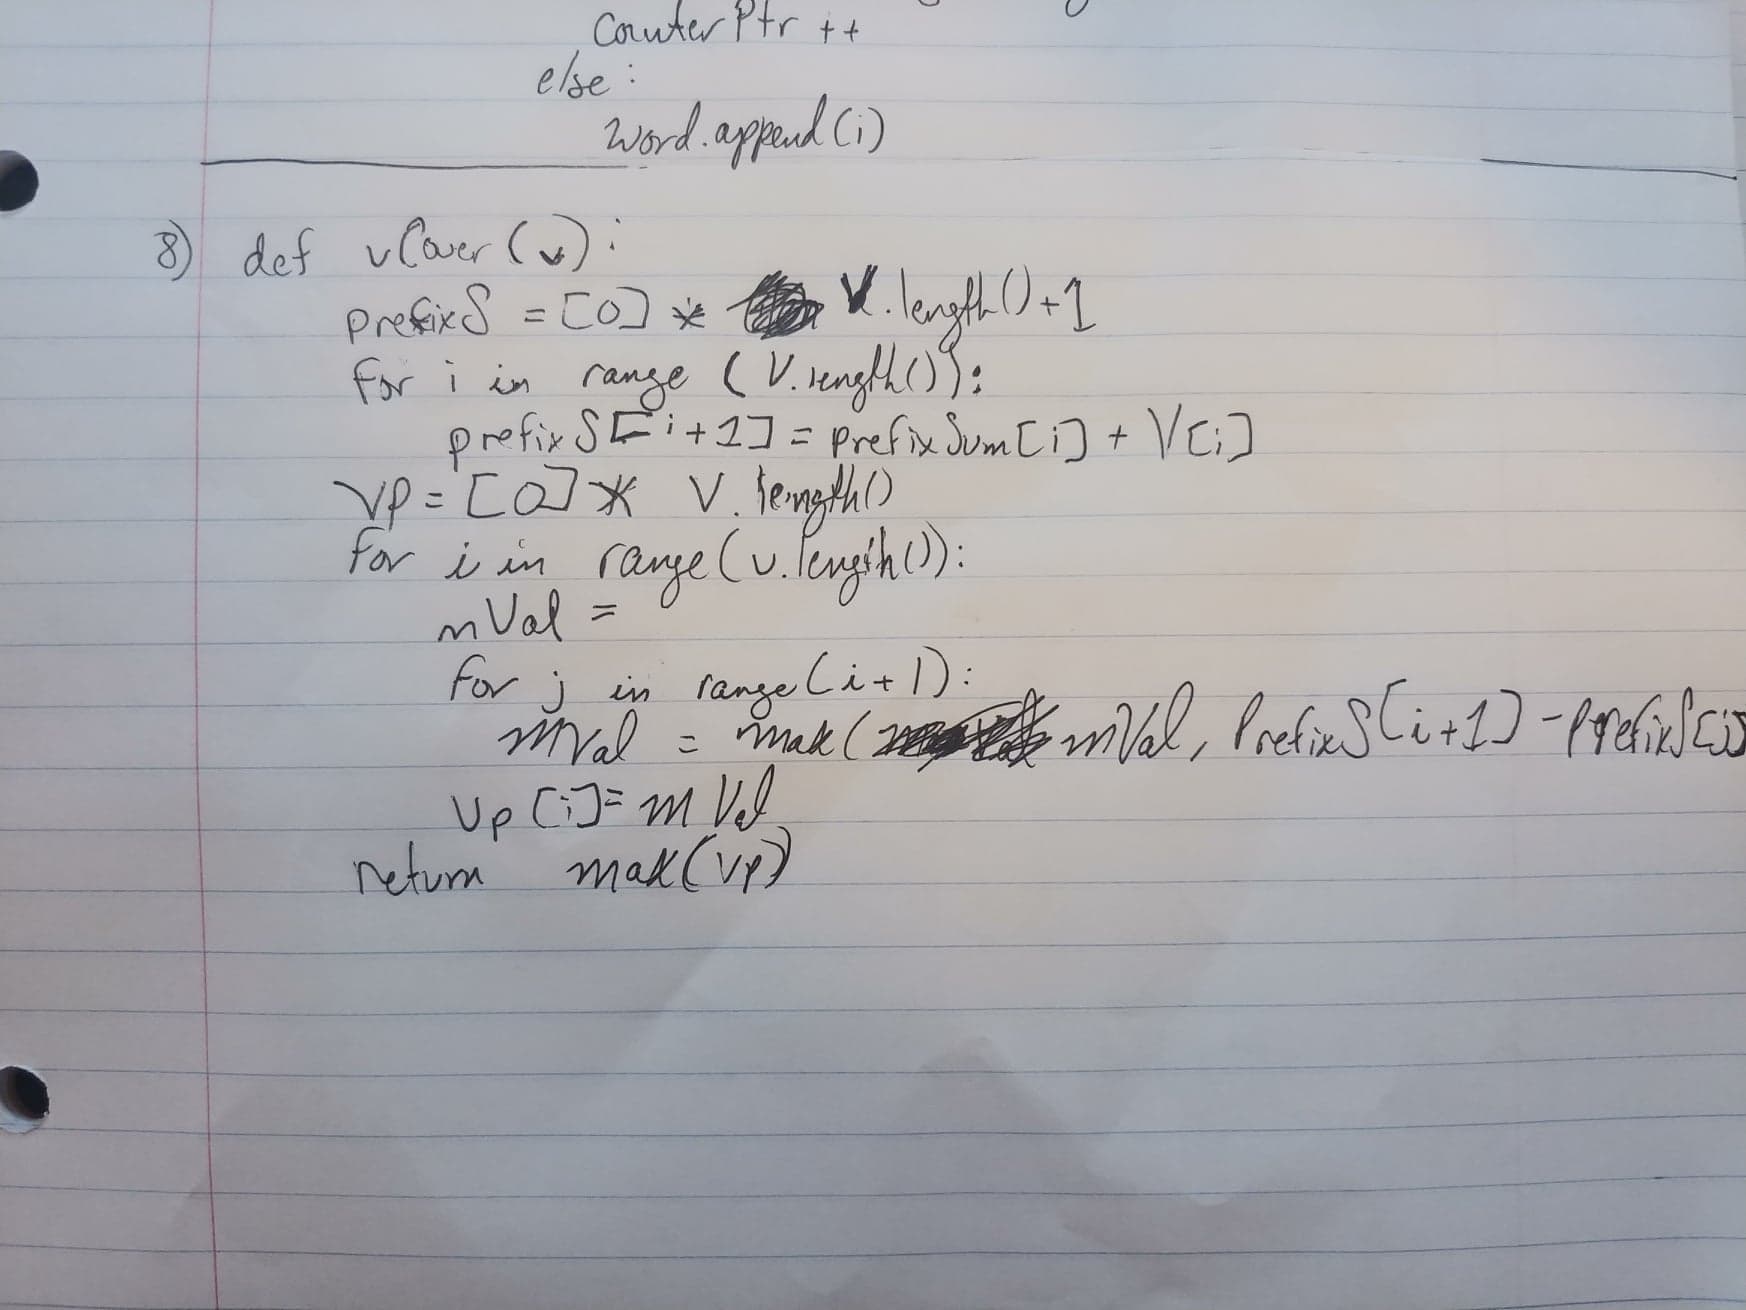 CounterPtr ++
else:
word.append(i)
8) def vCover(v):
prefixS = [0] * V.length()+1
for i in range (V.length()):
prefixS[i+1] = prefixSum[i] + V[i]
vp = [0] * V.length()
for i in range(v.length()):
mVal =
for j in range(i+1):
mVal = max( mVal, PrefixS[i+1] - PrefixS[j]
Vp[i] = mVal
return max(vp)